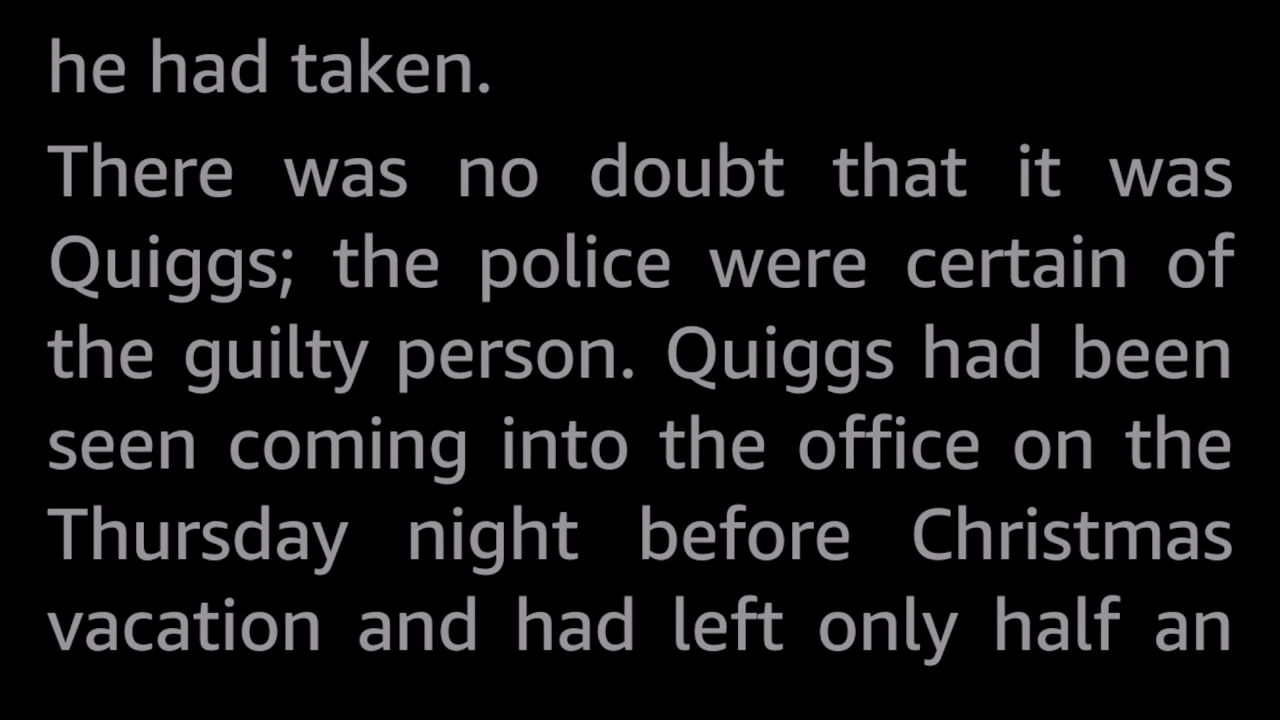 he had taken.
There was no doubt that it was
Quiggs; the police were certain of
the guilty person. Quiggs had been
seen coming into the office on the
Thursday night before Christmas
vacation and had left only half an